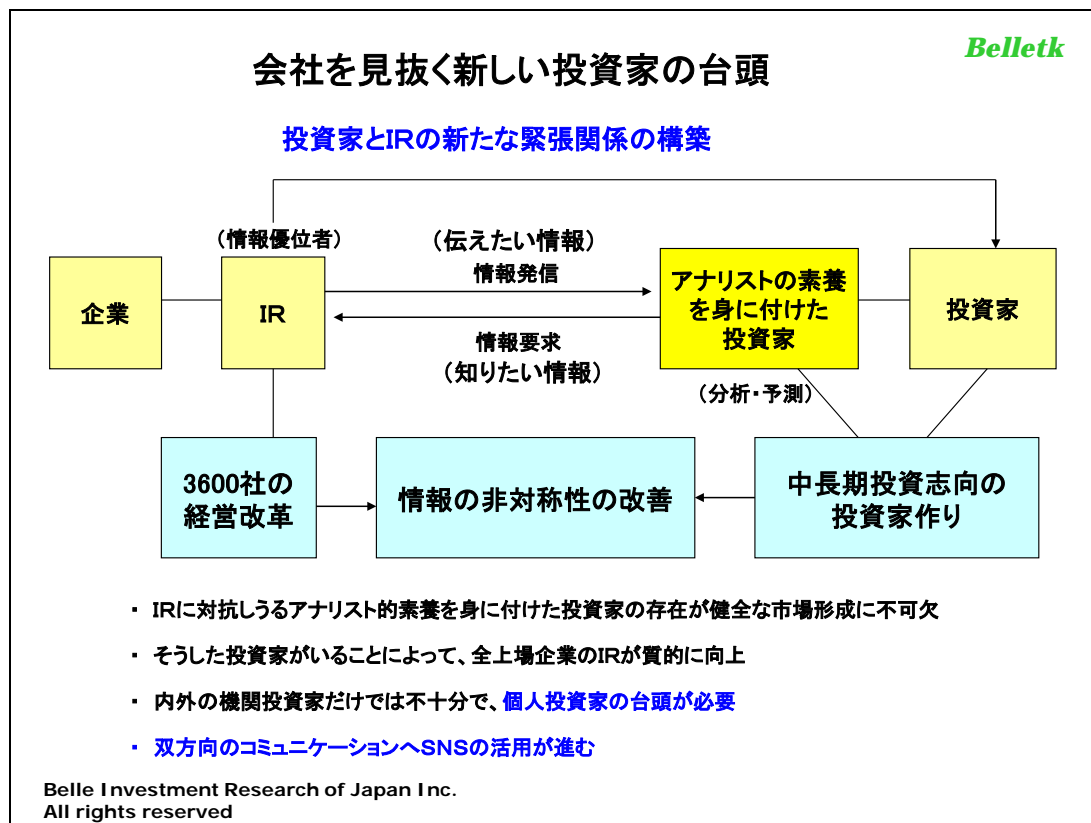 Belletk
会社を見抜く新しい投資家の台頭
投資家とIRの新たな緊張関係の構築
（情報優位者）
（伝えたい情報）
情報発信
企業
IR
アナリストの素養
を身に付けた
投資家
投資家
情報要求
（知りたい情報）
（分析・予測）
3600社の
経営改革
情報の非対称性の改善
中長期投資志向の
投資家作り
・ IRに対抗しうるアナリスト的素養を身に付けた投資家の存在が健全な市場形成に不可欠
・ そうした投資家がいることによって、全上場企業のIRが質的に向上
・ 内外の機関投資家だけでは不十分で、個人投資家の台頭が必要
・ 双方向のコミュニケーションへSNSの活用が進む
Belle Investment Research of Japan Inc.
All rights reserved